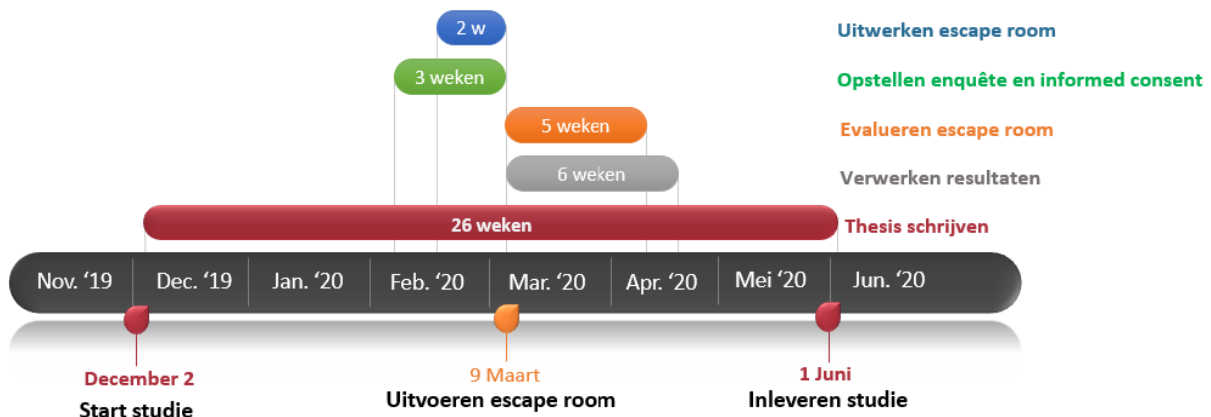 2 w Uitwerken escape room
3 weken Opstellen enquête en informed consent
5 weken Evalueren escape room
6 weken Verwerken resultaten
26 weken Thesis schrijven
Nov. ‘19 Dec. ‘19 Jan. ‘20 Feb. ‘20 Mar. ‘20 Apr. ‘20 Mei ‘20 Jun. ‘20
December 2 9 Maart 1 Juni
Start studie Uitvoeren escape room Inleveren studie